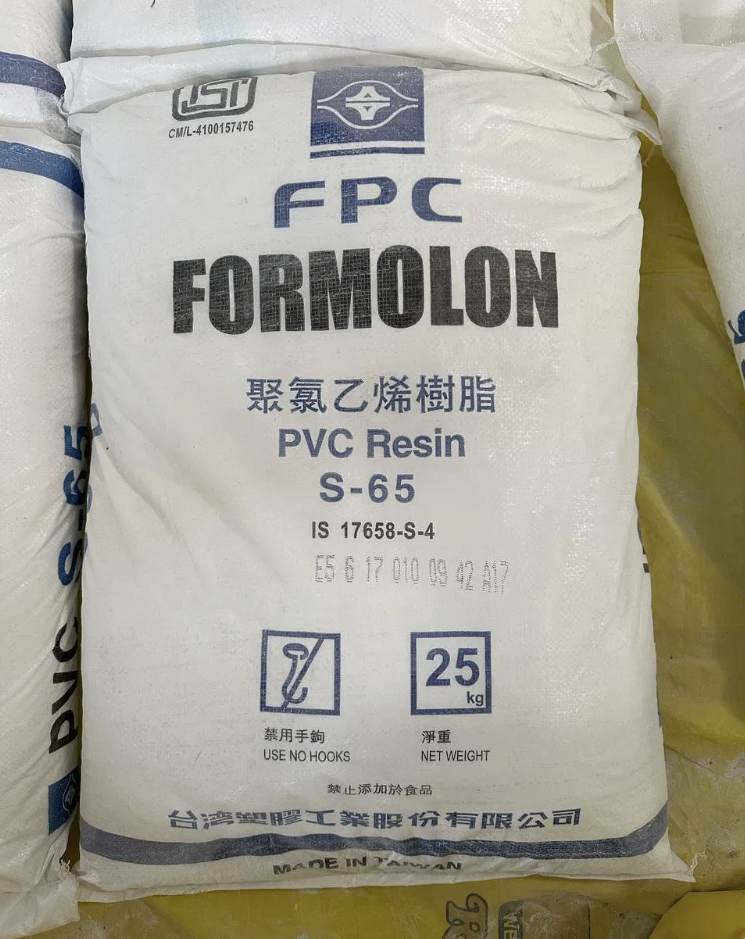 ISI
CM/L-4100157476
FPC
FORMOLON
聚氯乙烯樹脂
PVC Resin
S-65
IS 17658-S-4
E5 6 17 010 09 42 A17
25
kg
禁用手鉤
USE NO HOOKS
淨重
NET WEIGHT
禁止添加於食品
台湾塑膠工業股份有限公司
MADE IN TAIWAN
PVC S-65